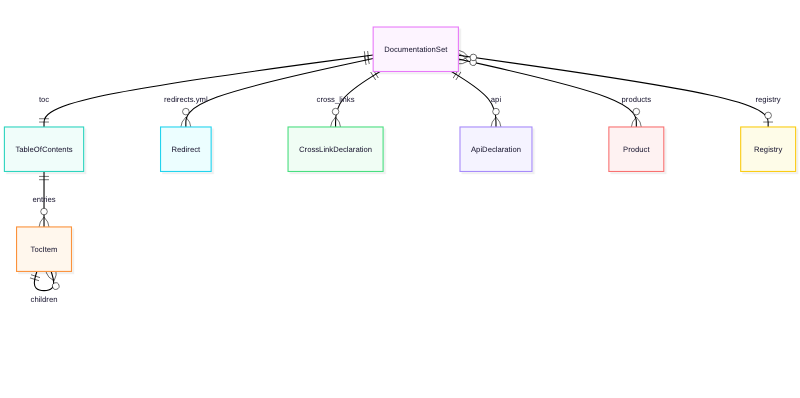 DocumentationSet
toc
redirects.yml
cross_links
api
products
registry
TableOfContents
Redirect
CrossLinkDeclaration
ApiDeclaration
Product
Registry
entries
TocItem
children